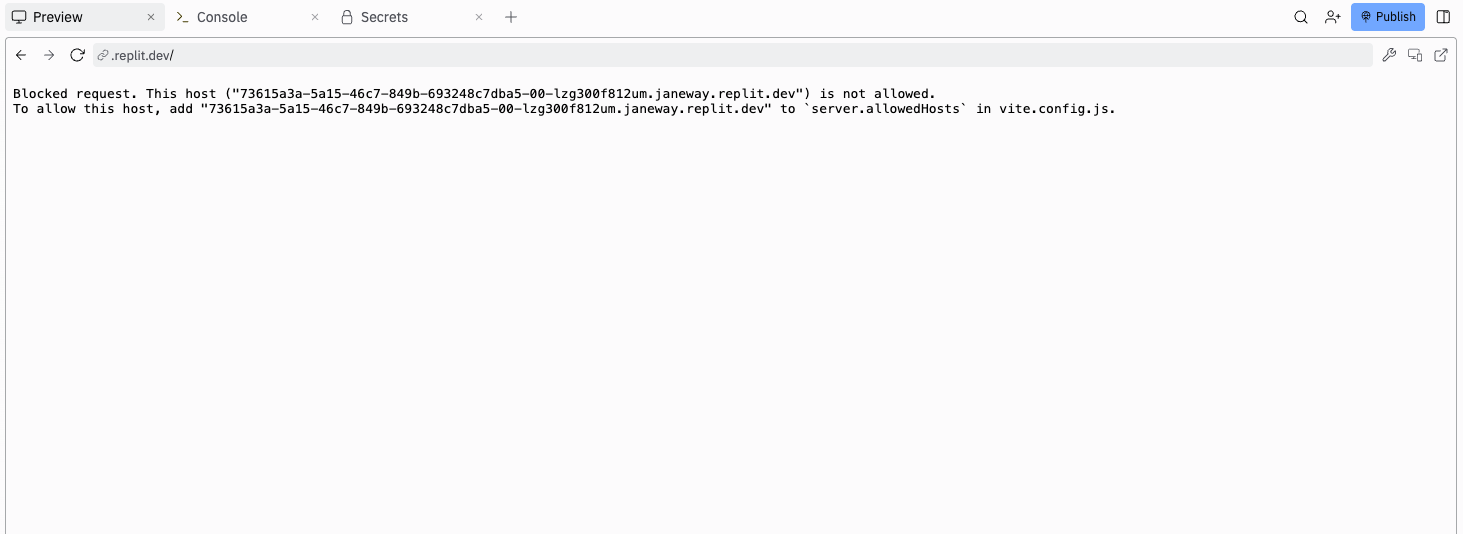 Preview Console Secrets Publish
.replit.dev/
Blocked request. This host ("73615a3a-5a15-46c7-849b-693248c7dba5-00-lzg300f812um.janeway.replit.dev") is not allowed.
To allow this host, add "73615a3a-5a15-46c7-849b-693248c7dba5-00-lzg300f812um.janeway.replit.dev" to `server.allowedHosts` in vite.config.js.